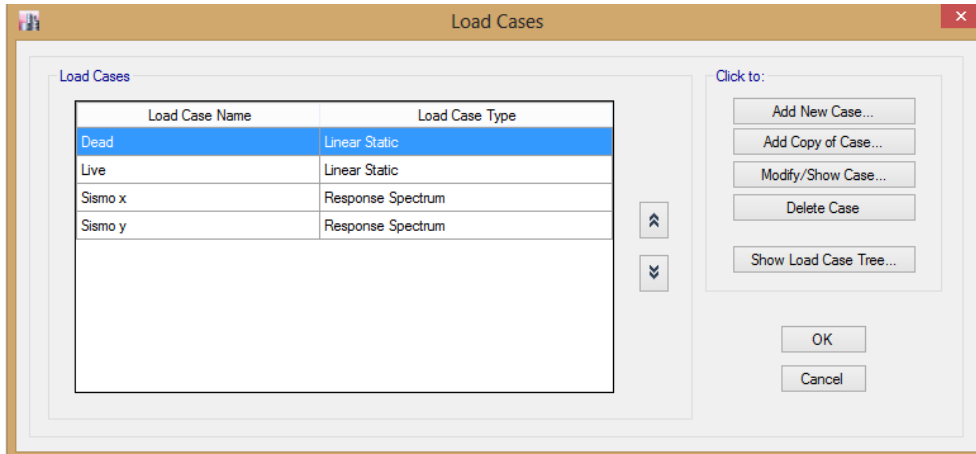 Load Cases
Load Cases
Load Case Name Load Case Type
Dead Linear Static
Live Linear Static
Sismo x Response Spectrum
Sismo y Response Spectrum
Click to:
Add New Case...
Add Copy of Case...
Modify/Show Case...
Delete Case
Show Load Case Tree...
OK
Cancel